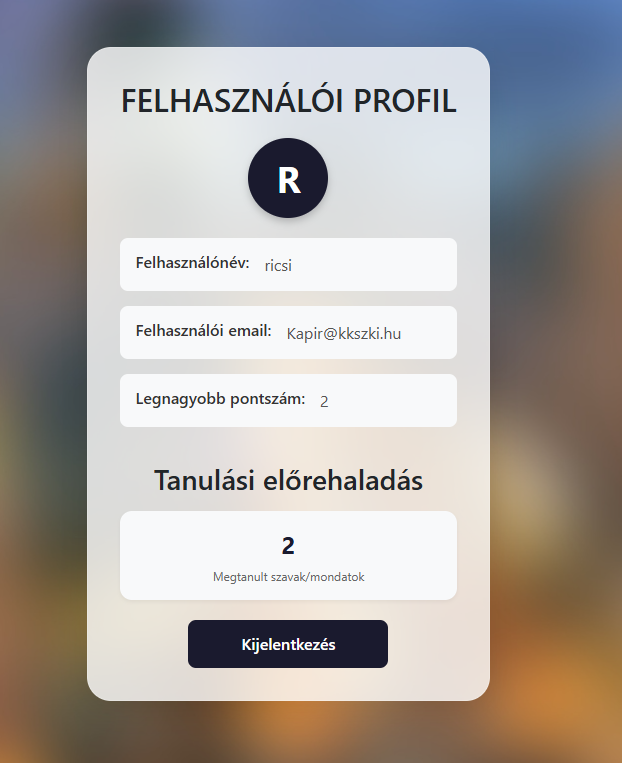 FELHASZNÁLÓI PROFIL
R
Felhasználónév: ricsi
Felhasználói email: Kapir@kkszki.hu
Legnagyobb pontszám: 2
Tanulási előrehaladás
2
Megtanult szavak/mondatok
Kijelentkezés